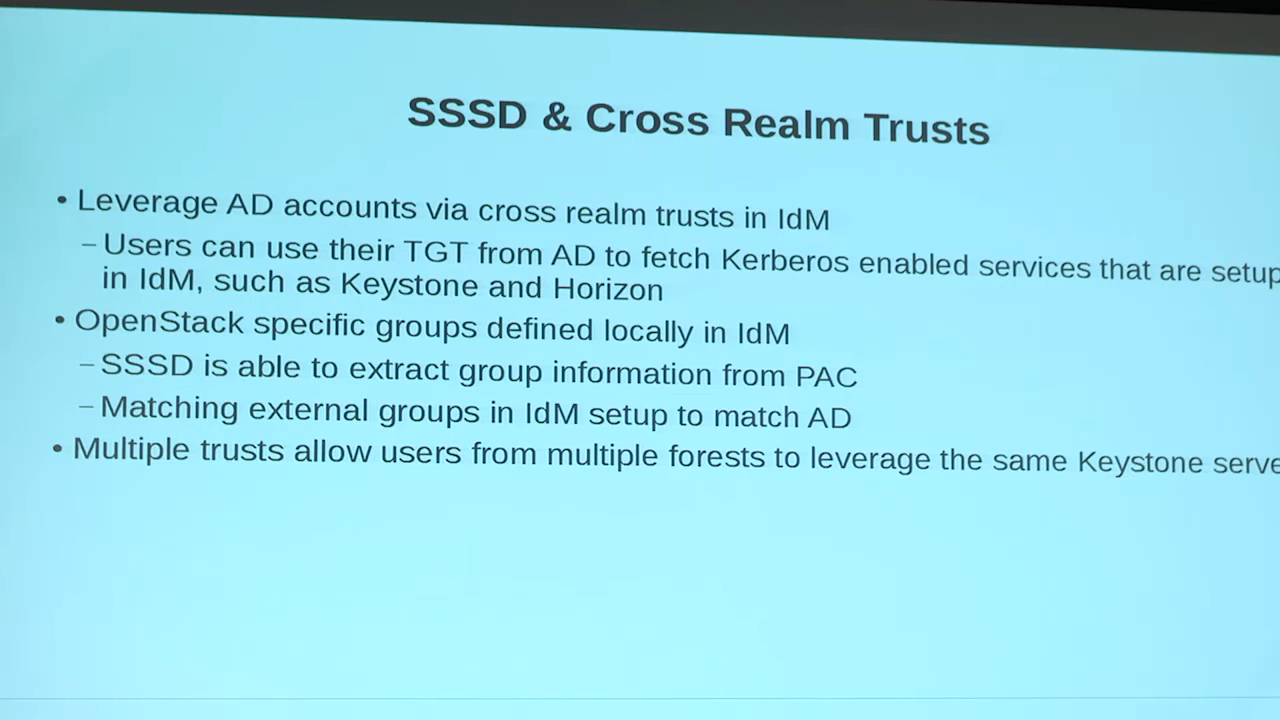 SSSD & Cross Realm Trusts
• Leverage AD accounts via cross realm trusts in IdM
– Users can use their TGT from AD to fetch Kerberos enabled services that are setup
in IdM, such as Keystone and Horizon
• OpenStack specific groups defined locally in IdM
– SSSD is able to extract group information from PAC
– Matching external groups in IdM setup to match AD
• Multiple trusts allow users from multiple forests to leverage the same Keystone